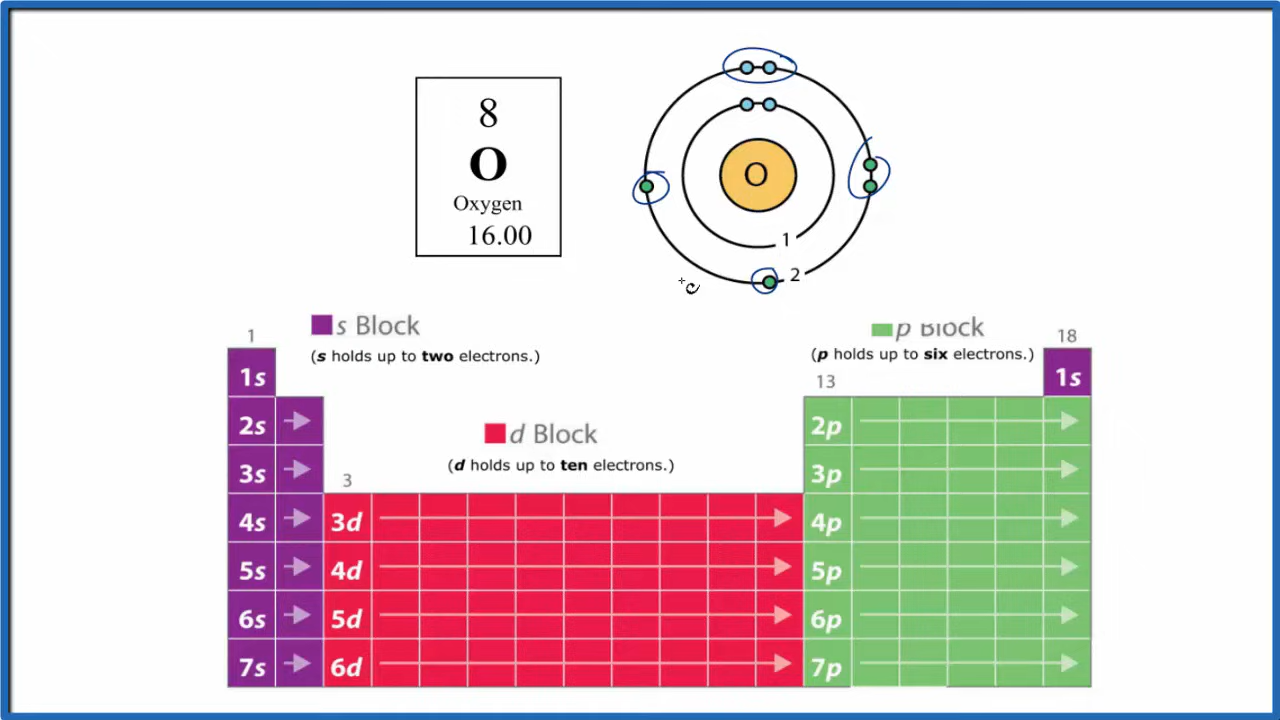 8
O
Oxygen
16.00
O
1
2
1
s Block
(s holds up to two electrons.)
p Block
(p holds up to six electrons.)
18
13
1s
1s
2s
2p
d Block
(d holds up to ten electrons.)
3s
3p
3
4s
3d
4p
5s
4d
5p
6s
5d
6p
7s
6d
7p